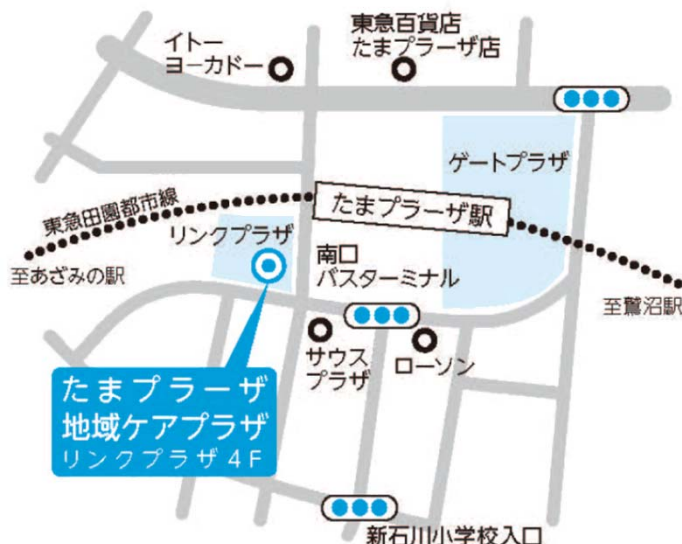 イトー
ヨーカドー
東急百貨店
たまプラーザ店
ゲートプラザ
東急田園都市線
たまプラーザ駅
リンクプラザ
南口
バスターミナル
至あざみの駅
至鷺沼駅
サウス
プラザ
ローソン
たまプラーザ
地域ケアプラザ
リンクプラザ 4F
新石川小学校入口